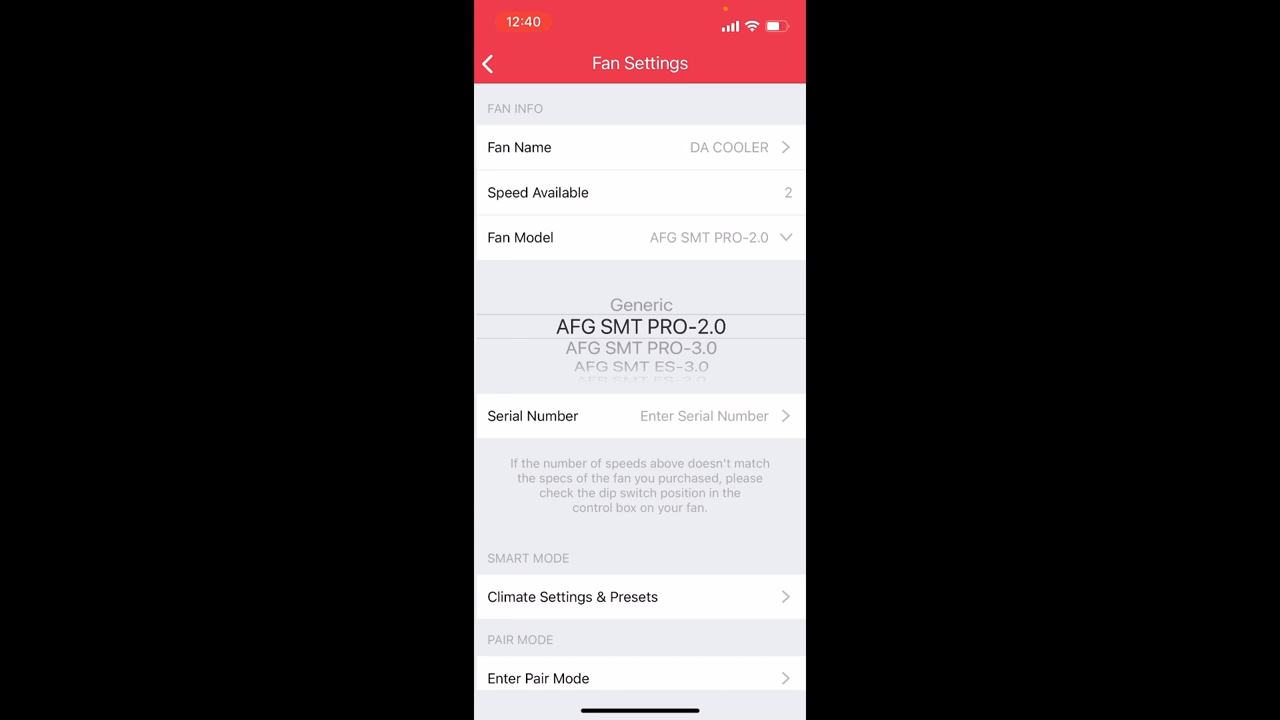 12:40
Fan Settings
FAN INFO
Fan Name DA COOLER
Speed Available 2
Fan Model AFG SMT PRO-2.0
Generic
AFG SMT PRO-2.0
AFG SMT PRO-3.0
AFG SMT ES-3.0
Serial Number Enter Serial Number
If the number of speeds above doesn't match
the specs of the fan you purchased, please
check the dip switch position in the
control box on your fan.
SMART MODE
Climate Settings & Presets
PAIR MODE
Enter Pair Mode